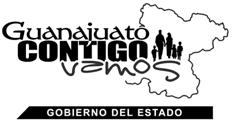 Guanajuato
CONTIGO
vamos
GOBIERNO DEL ESTADO